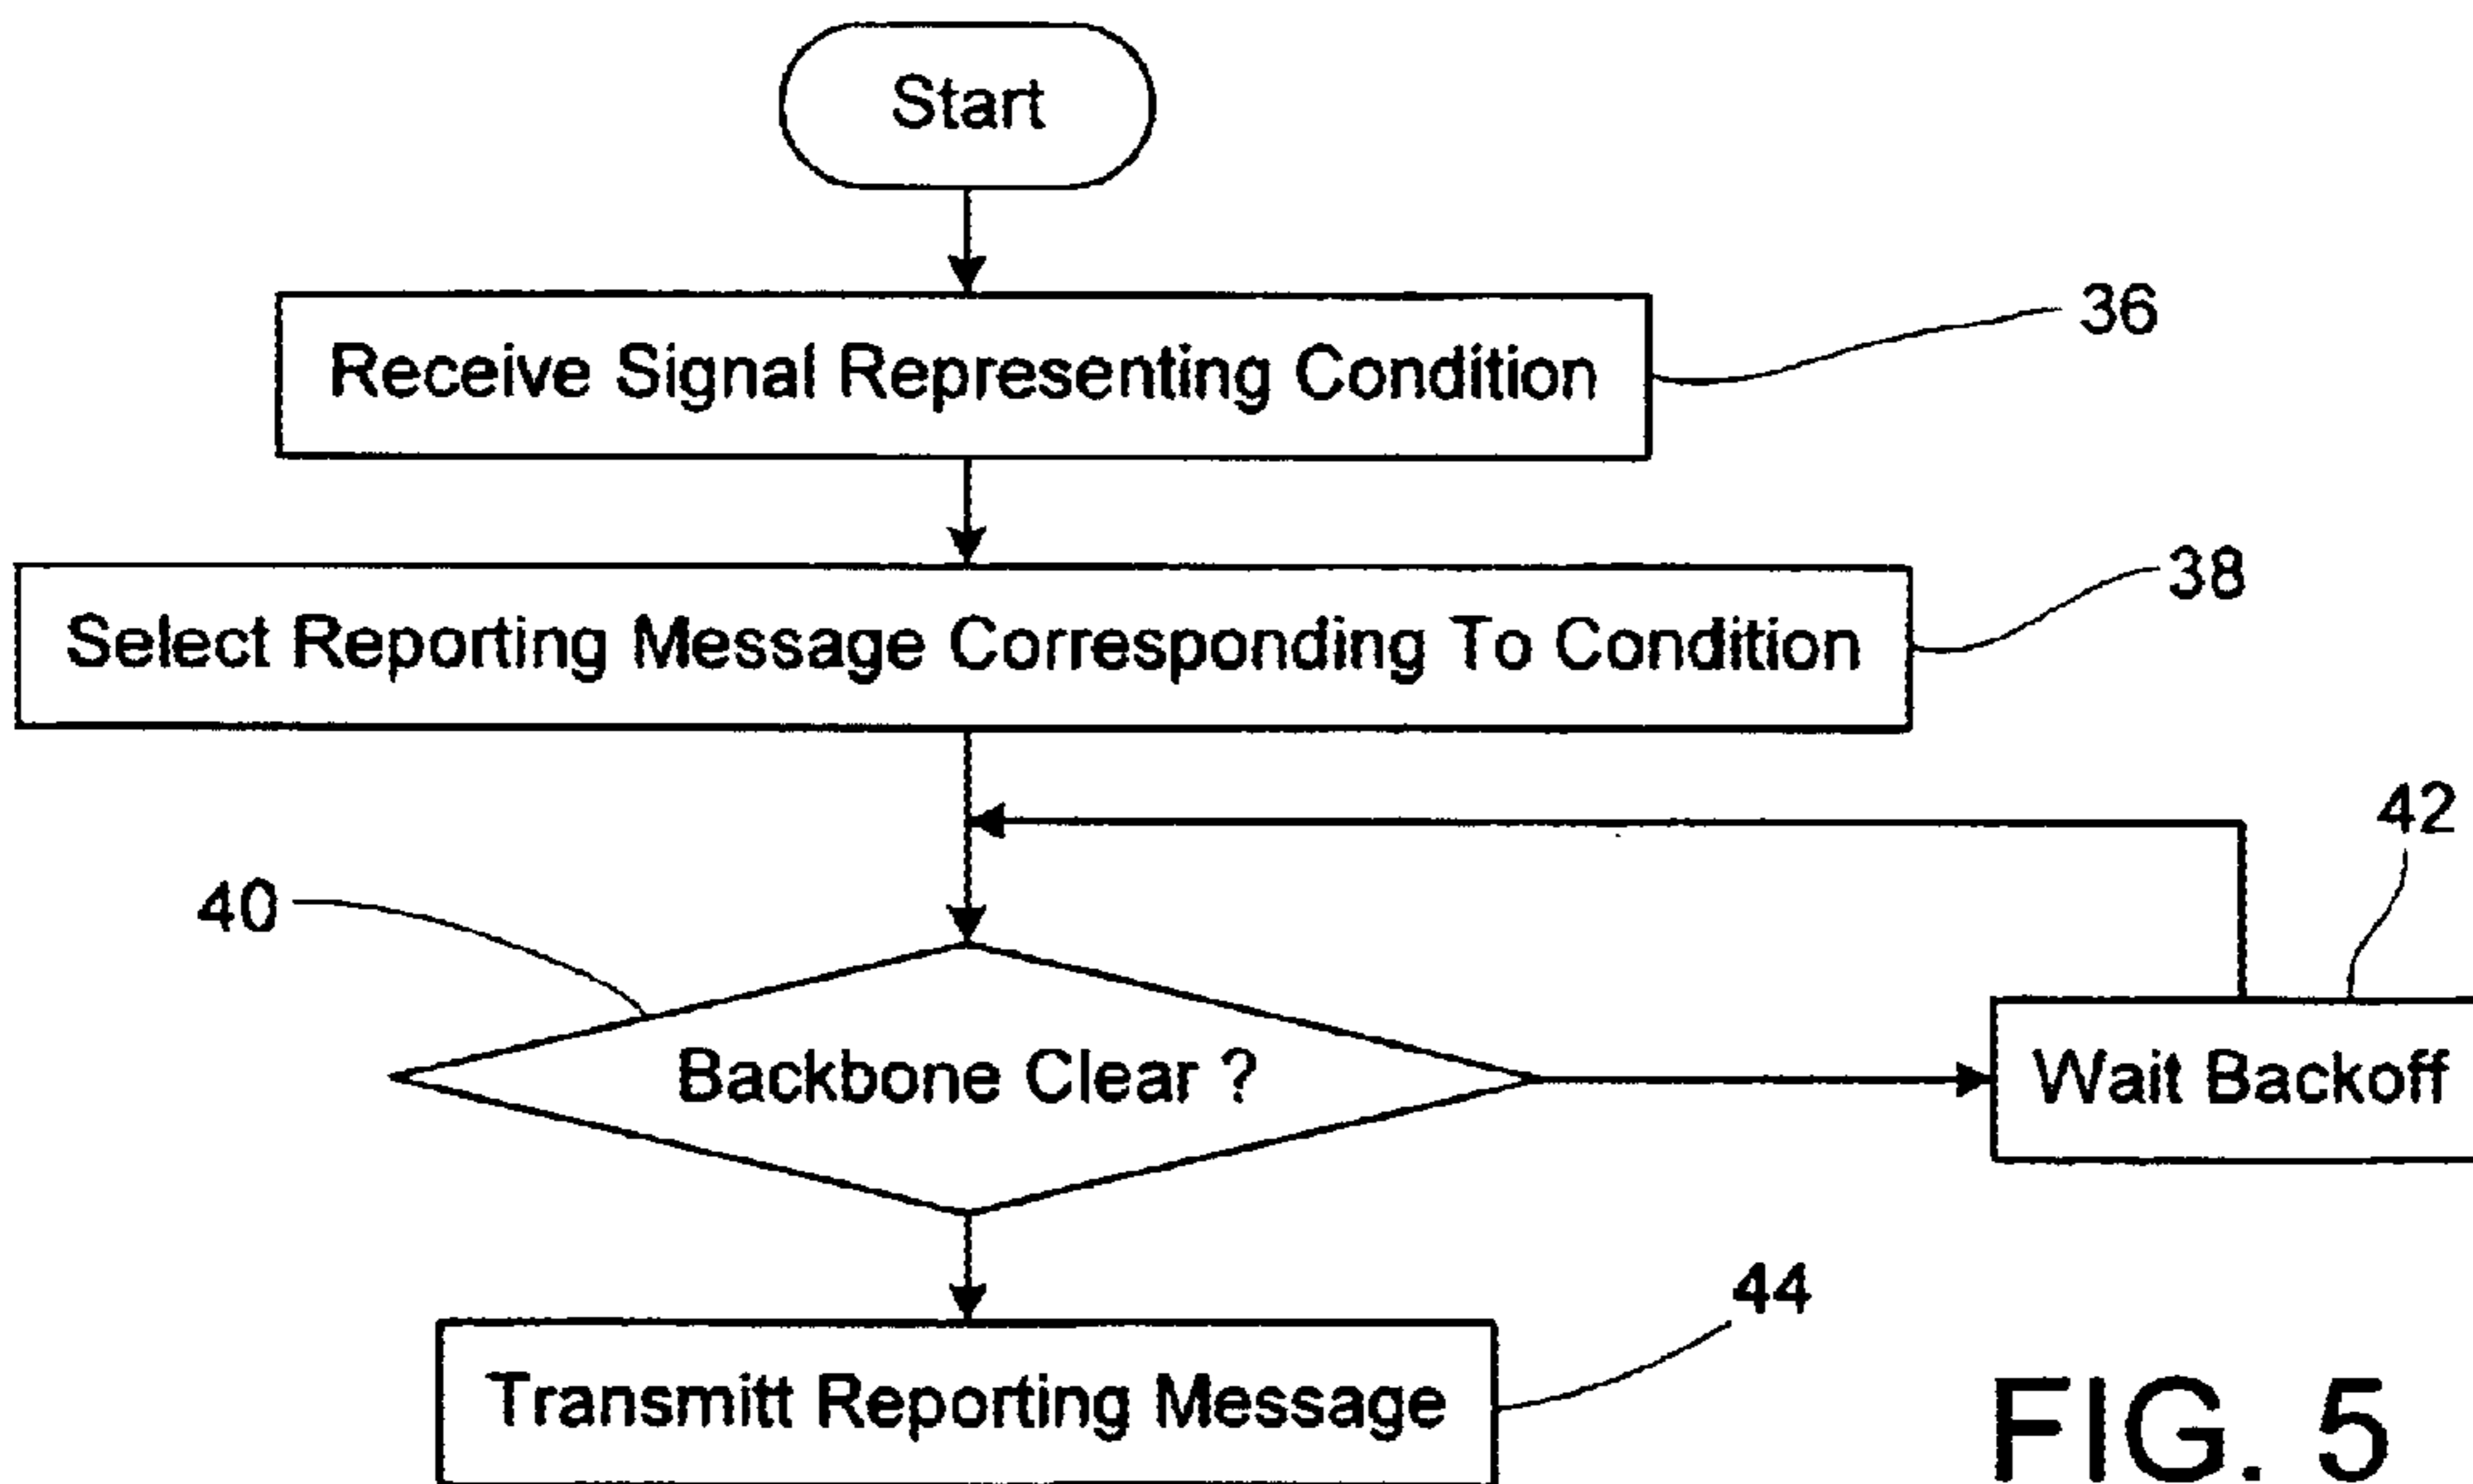 Start
Receive Signal Representing Condition
36
Select Reporting Message Corresponding To Condition
38
42
40
Backbone Clear ?
Wait Backoff
44
Transmitt Reporting Message
FIG. 5